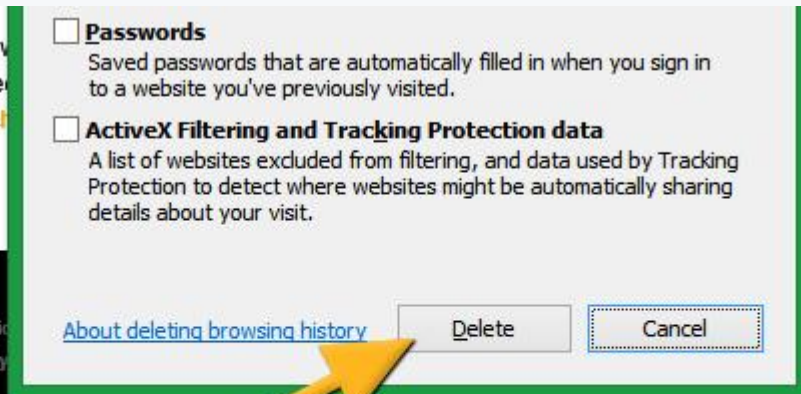 Passwords
Saved passwords that are automatically filled in when you sign in
to a website you've previously visited.
ActiveX Filtering and Tracking Protection data
A list of websites excluded from filtering, and data used by Tracking
Protection to detect where websites might be automatically sharing
details about your visit.
About deleting browsing history Delete Cancel